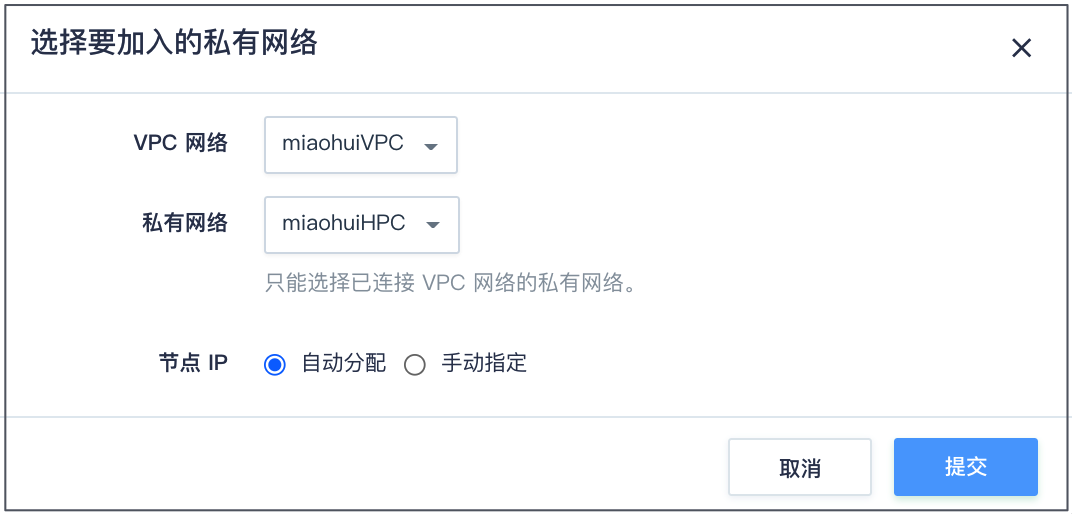 选择要加入的私有网络
VPC 网络 miaohuiVPC
私有网络 miaohuiHPC
只能选择已连接 VPC 网络的私有网络。
节点 IP 自动分配 手动指定
取消 提交